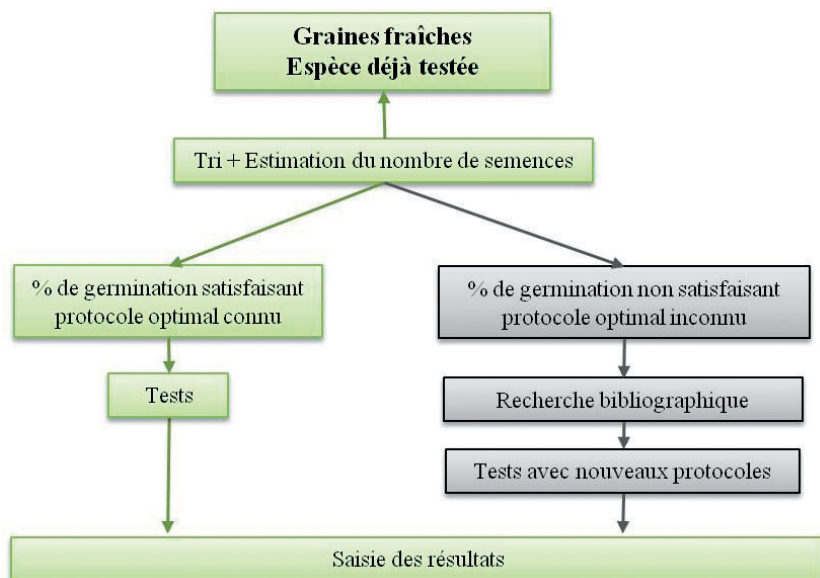 Graines fraîches
Espèce déjà testée
Tri + Estimation du nombre de semences
% de germination satisfaisant
protocole optimal connu
% de germination non satisfaisant
protocole optimal inconnu
Tests
Recherche bibliographique
Tests avec nouveaux protocoles
Saisie des résultats